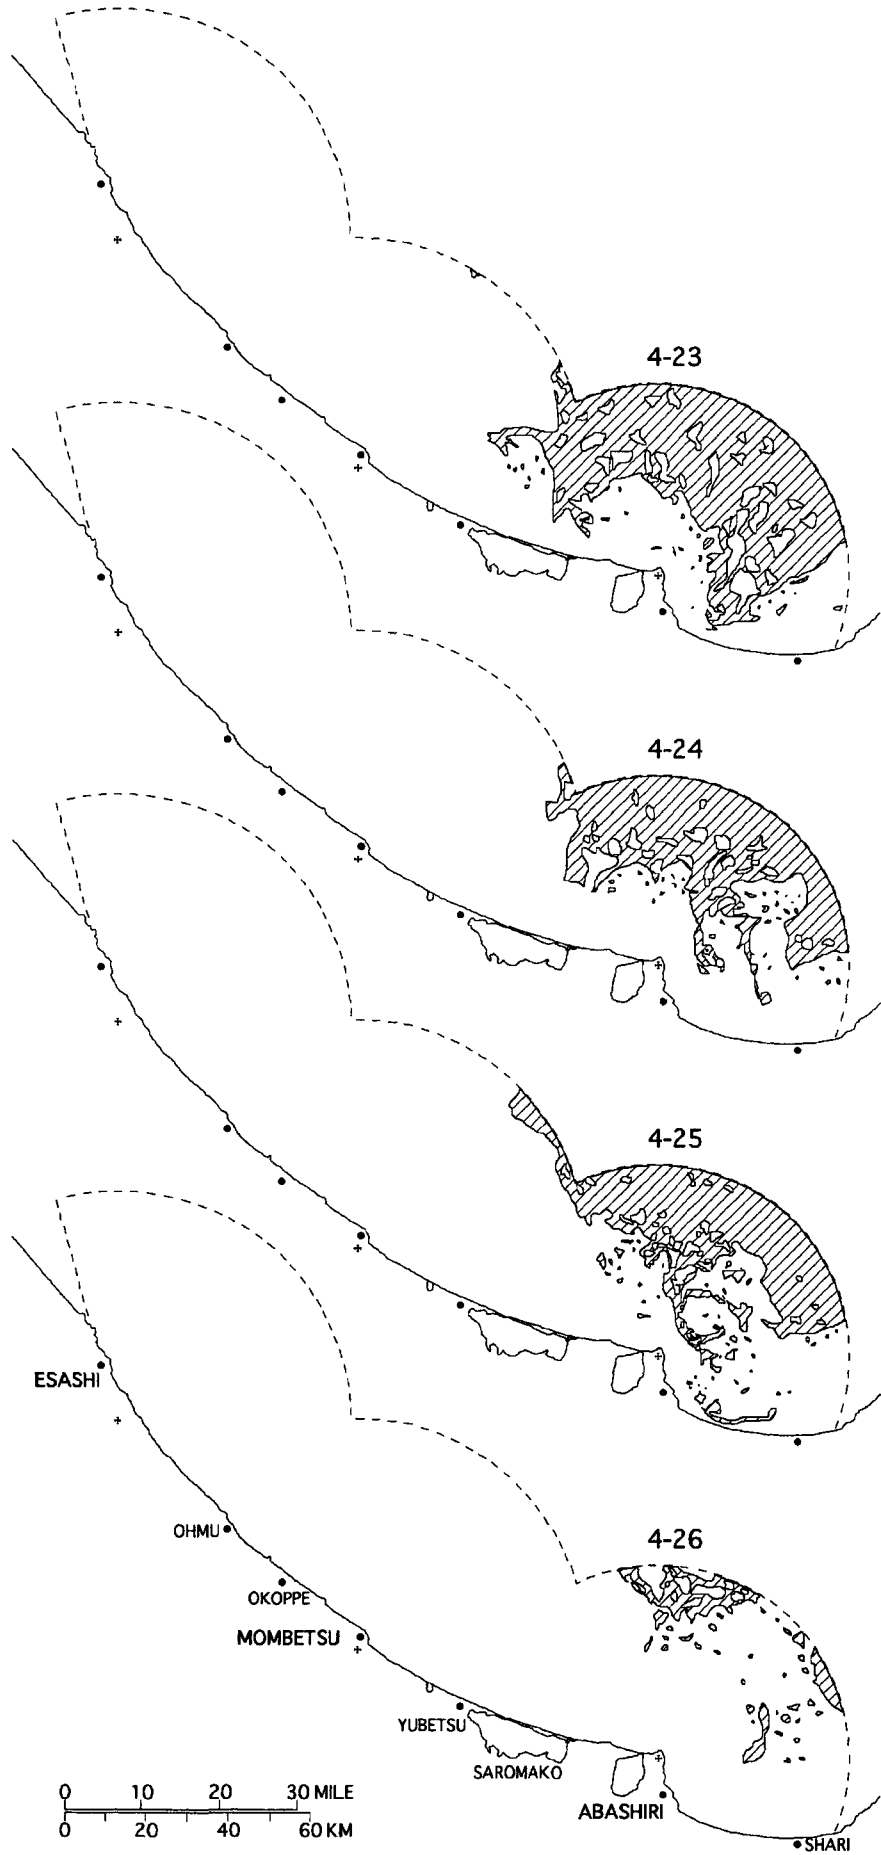 4-23
4-24
4-25
4-26
ESASHI
OHMU
OKOPPE
MOMBETSU
YUBETSU
SAROMAKO
ABASHIRI
SHARI
0 10 20 30 MILE
0 20 40 60 KM